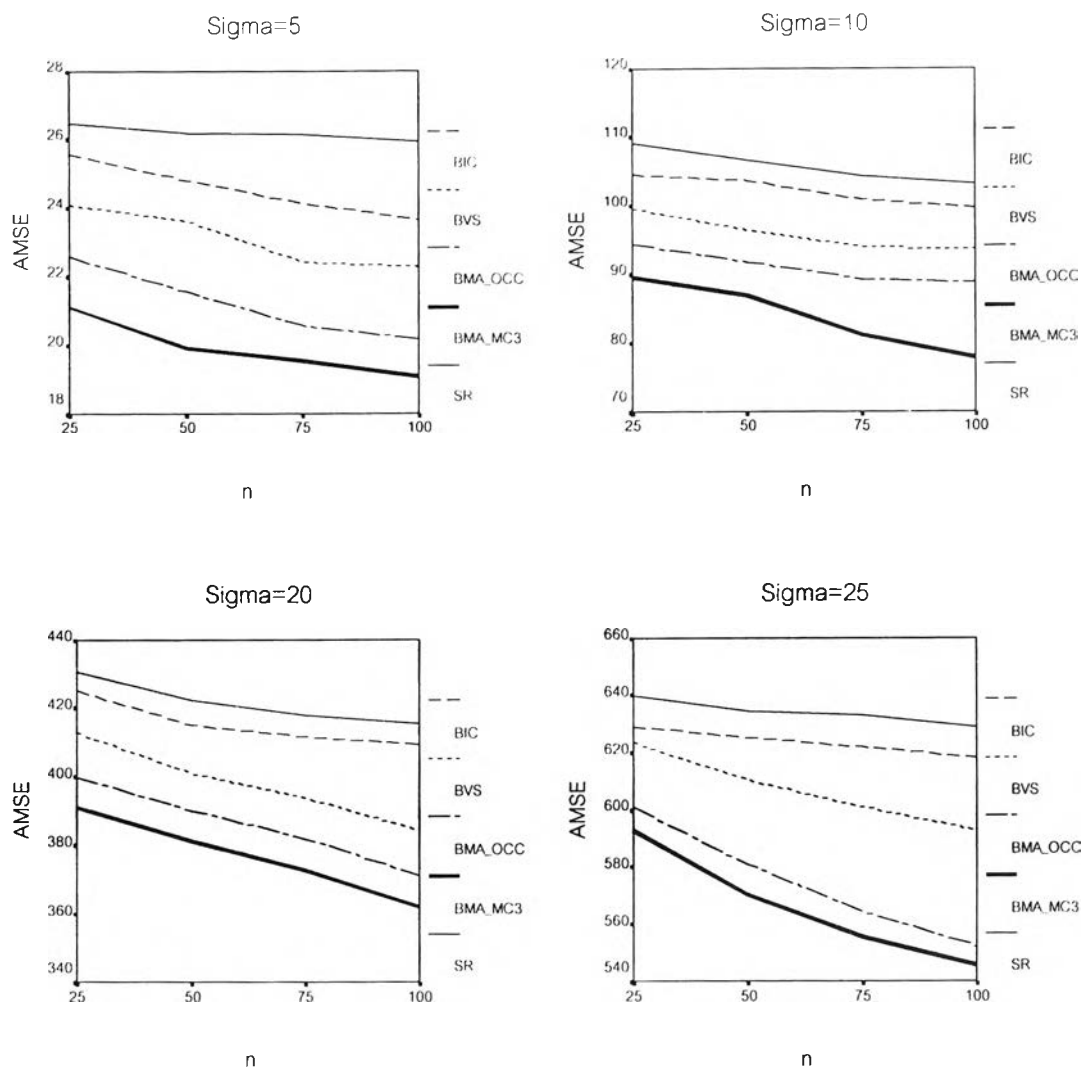 Sigma=5
28
26
24
22
20
18
AMSE
25
50
75
100
n
BIC
BVS
BMA_OCC
BMA_MC3
SR
Sigma=10
120
110
100
90
80
70
AMSE
25
50
75
100
n
BIC
BVS
BMA_OCC
BMA_MC3
SR
Sigma=20
440
420
400
380
360
340
AMSE
25
50
75
100
n
BIC
BVS
BMA_OCC
BMA_MC3
SR
Sigma=25
660
640
620
600
580
560
540
AMSE
25
50
75
100
n
BIC
BVS
BMA_OCC
BMA_MC3
SR